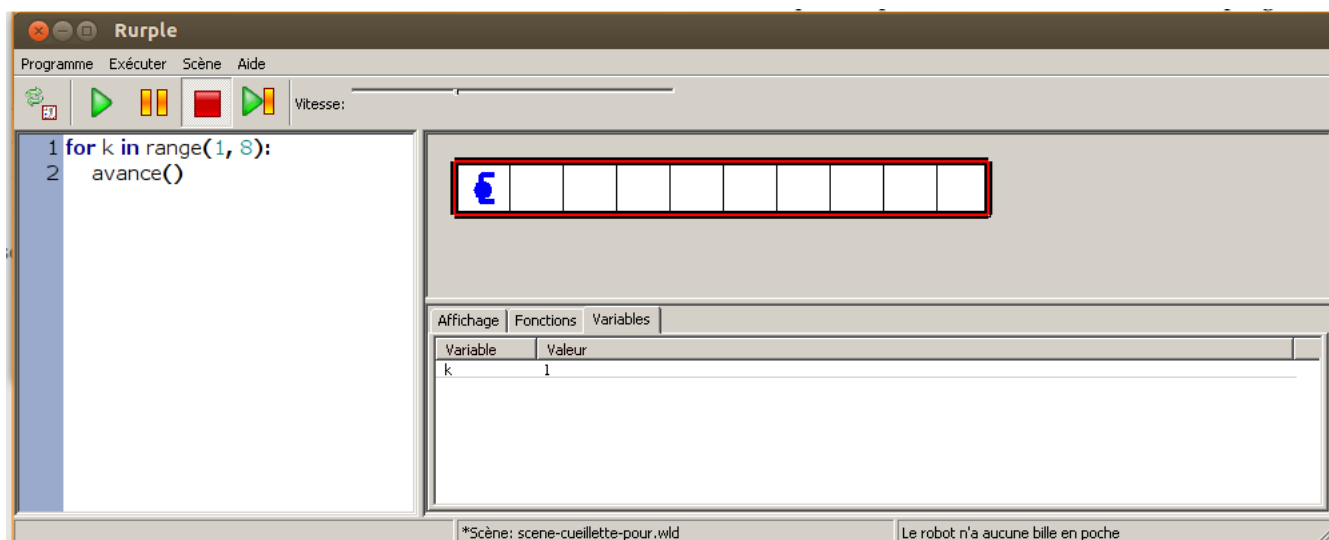 Rurple
Programme Exécuter Scène Aide
Vitesse:
1 for k in range(1, 8):
2 avance()
Affichage Fonctions Variables
Variable Valeur
k 1
*Scène: scene-cueillette-pour.wld Le robot n'a aucune bille en poche